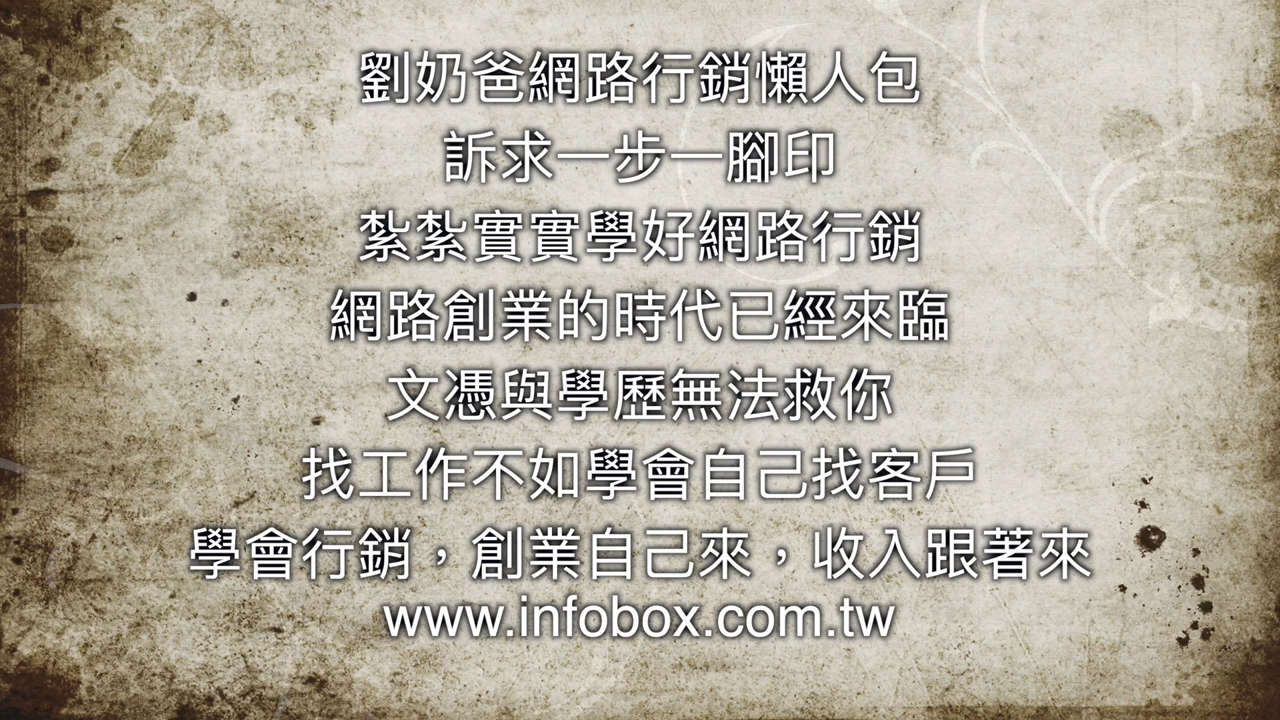 劉奶爸網路行銷懶人包
訴求一步一腳印
紮紮實實學好網路行銷
網路創業的時代已經來臨
文憑與學歷無法救你
找工作不如學會自己找客戶
學會行銷，創業自己來，收入跟著來
www.infobox.com.tw